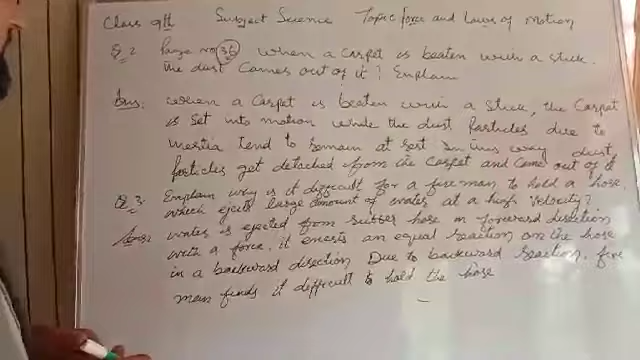 Class 9th Subject Science Topic force and Laws of Motion
Q.2 Page no 36 When a Carpet is beaten with a stick.
The dust Comes out of it! Explain
Ans: When a Carpet is beaten with a Stick, the Carpet
is set into motion while the dust Particles due to
inertia tend to remain at rest In this way dust
Particles get detached from the Carpet and Come out of it
Q.3 Explain why is it difficult for a fireman to hold a hose,
which ejects large amount of water at a high velocity?
Ans: water is ejected from rubber hose in forward direction
with a force. it exerts an equal reaction on the hose
in a backward direction Due to backward reaction, fire
man finds it difficult to hold the hose